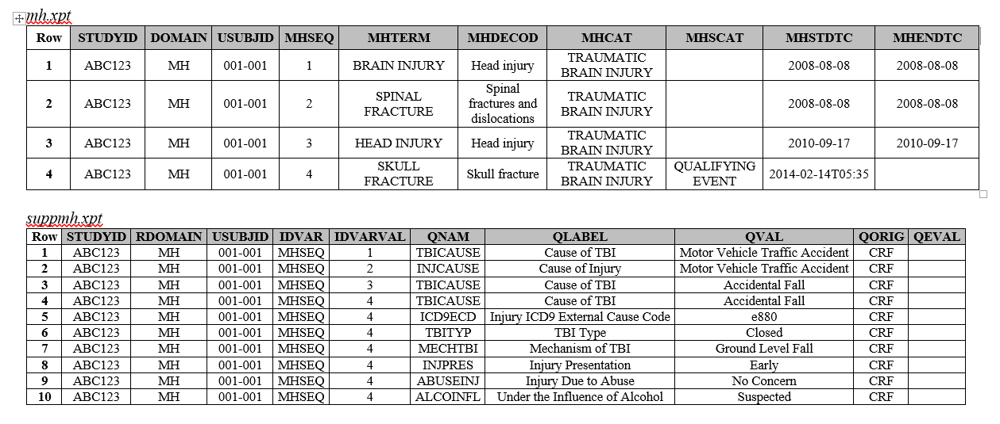 mh.xpt
Row STUDYID DOMAIN USUBJID MHSEQ MHTERM MHDECOD MHCAT MHSCAT MHSTDTC MHENDTC
1 ABC123 MH 001-001 1 BRAIN INJURY Head injury TRAUMATIC BRAIN INJURY 2008-08-08 2008-08-08
2 ABC123 MH 001-001 2 SPINAL FRACTURE Spinal fractures and dislocations TRAUMATIC BRAIN INJURY 2008-08-08 2008-08-08
3 ABC123 MH 001-001 3 HEAD INJURY Head injury TRAUMATIC BRAIN INJURY 2010-09-17 2010-09-17
4 ABC123 MH 001-001 4 SKULL FRACTURE Skull fracture TRAUMATIC BRAIN INJURY QUALIFYING EVENT 2014-02-14T05:35
suppmh.xpt
Row STUDYID RDOMAIN USUBJID IDVAR IDVARVAL QNAM QLABEL QVAL QORIG QEVAL
1 ABC123 MH 001-001 MHSEQ 1 TBICAUSE Cause of TBI Motor Vehicle Traffic Accident CRF
2 ABC123 MH 001-001 MHSEQ 2 INJCAUSE Cause of Injury Motor Vehicle Traffic Accident CRF
3 ABC123 MH 001-001 MHSEQ 3 TBICAUSE Cause of TBI Accidental Fall CRF
4 ABC123 MH 001-001 MHSEQ 4 TBICAUSE Cause of TBI Accidental Fall CRF
5 ABC123 MH 001-001 MHSEQ 4 ICD9ECD Injury ICD9 External Cause Code e880 CRF
6 ABC123 MH 001-001 MHSEQ 4 TBITYP TBI Type Closed CRF
7 ABC123 MH 001-001 MHSEQ 4 MECHTBI Mechanism of TBI Ground Level Fall CRF
8 ABC123 MH 001-001 MHSEQ 4 INJPRES Injury Presentation Early CRF
9 ABC123 MH 001-001 MHSEQ 4 ABUSEINJ Injury Due to Abuse No Concern CRF
10 ABC123 MH 001-001 MHSEQ 4 ALCOINFL Under the Influence of Alcohol Suspected CRF